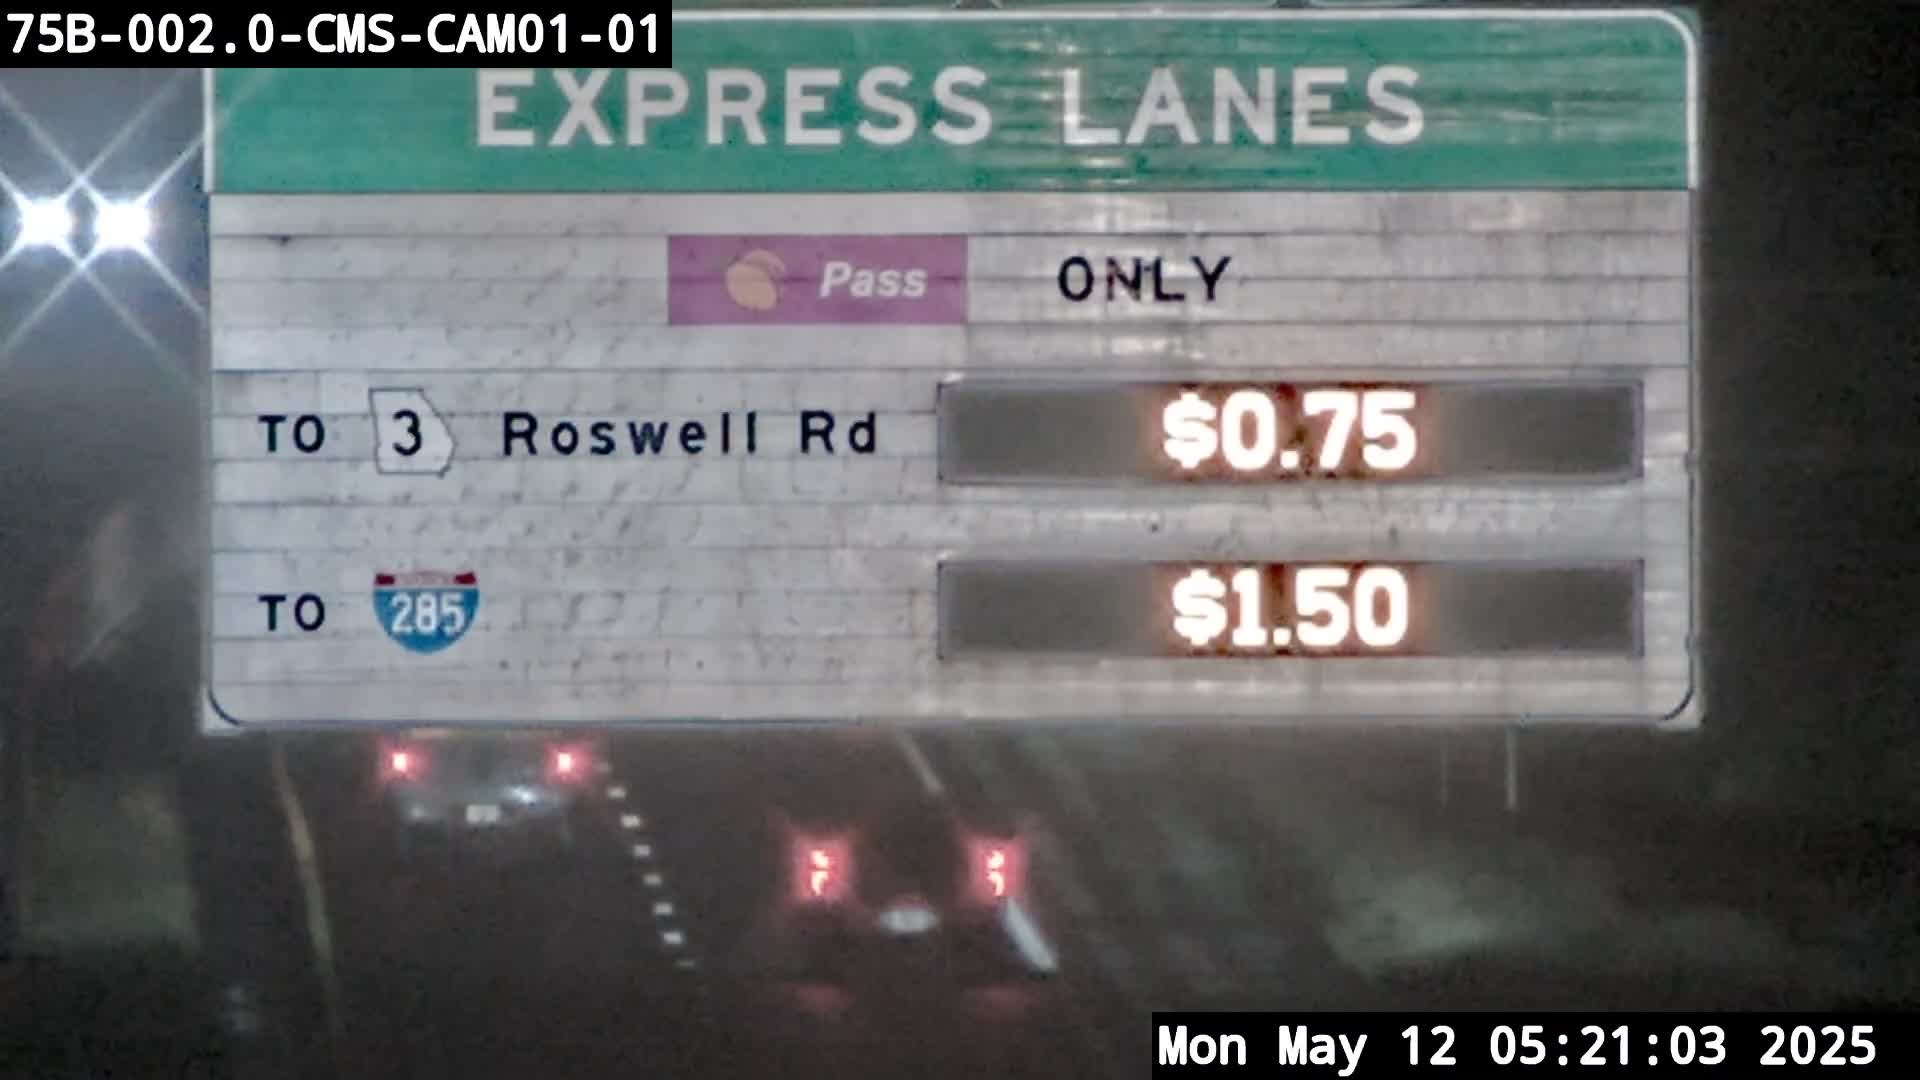 75B-002.0-CMS-CAM01-01
EXPRESS LANES
Pass ONLY
TO 3 Roswell Rd $0.75
TO 285 $1.50
Mon May 12 05:21:03 2025